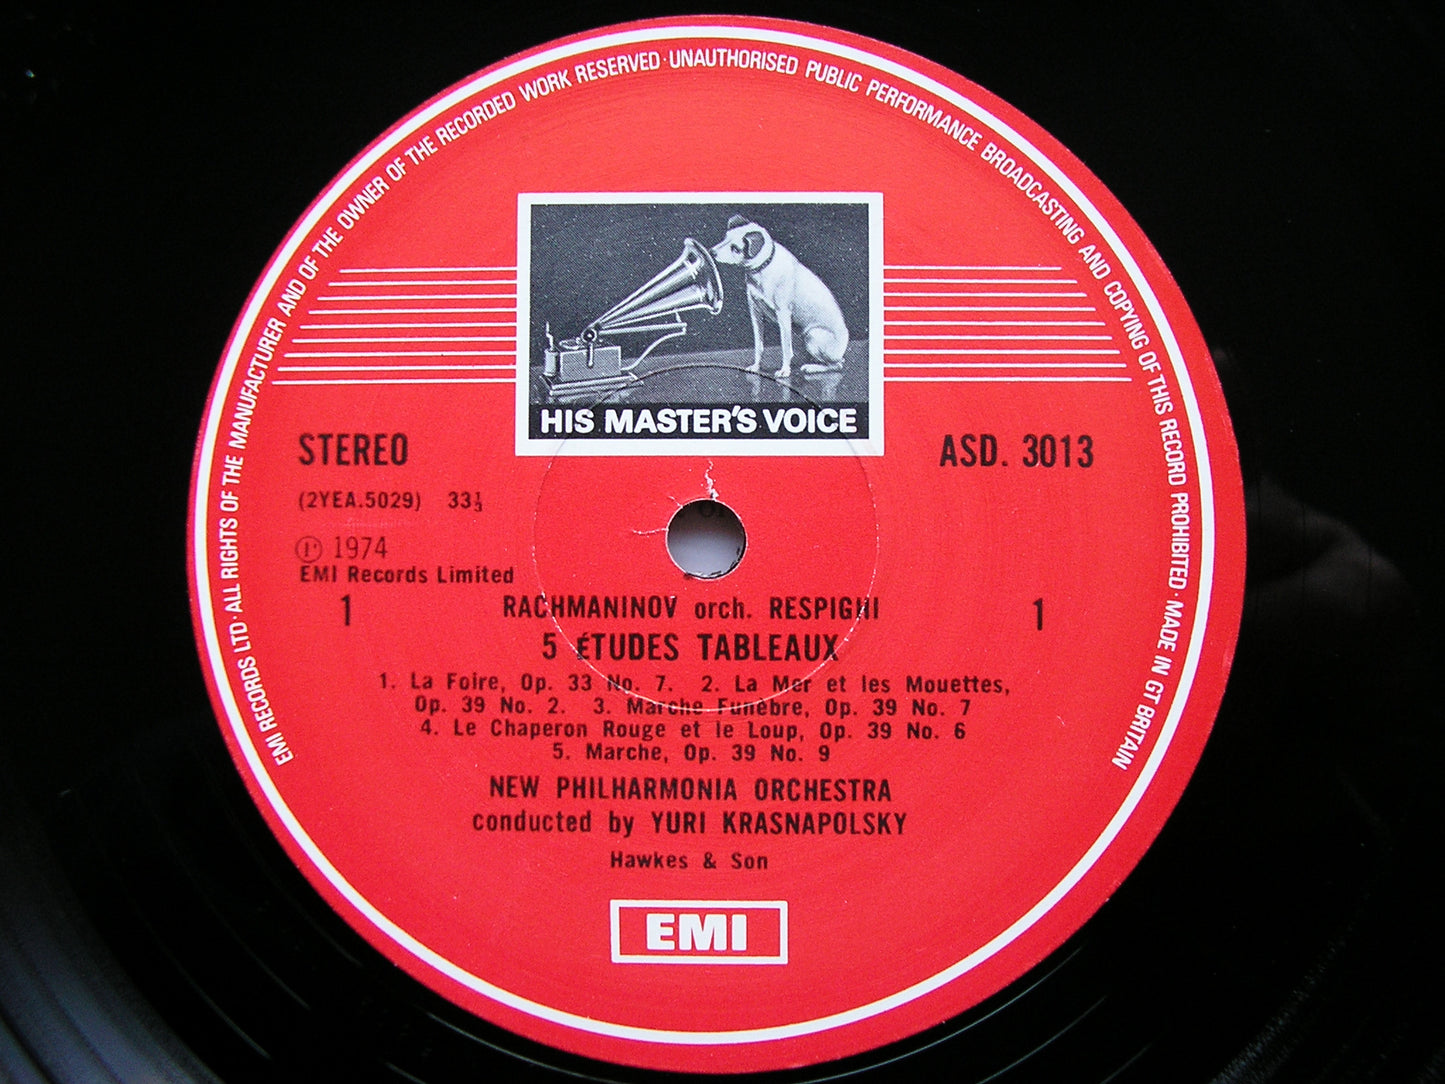 EMI RECORDS LTD · ALL RIGHTS OF THE MANUFACTURER AND OF THE OWNER OF THE RECORDED WORK RESERVED · UNAUTHORISED PUBLIC PERFORMANCE BROADCASTING AND COPYING OF THIS RECORD PROHIBITED · MADE IN GT BRITAIN
HIS MASTER'S VOICE
STEREO ASD. 3013
(2YEA.5029) 33⅓
Ⓟ 1974
EMI Records Limited
1 RACHMANINOV orch. RESPIGHI 1
5 ÉTUDES TABLEAUX
1. La Foire, Op. 33 No. 7. 2. La Mer et les Mouettes,
Op. 39 No. 2. 3. Marche Funèbre, Op. 39 No. 7
4. Le Chaperon Rouge et le Loup, Op. 39 No. 6
5. Marche, Op. 39 No. 9
NEW PHILHARMONIA ORCHESTRA
conducted by YURI KRASNAPOLSKY
Hawkes & Son
EMI